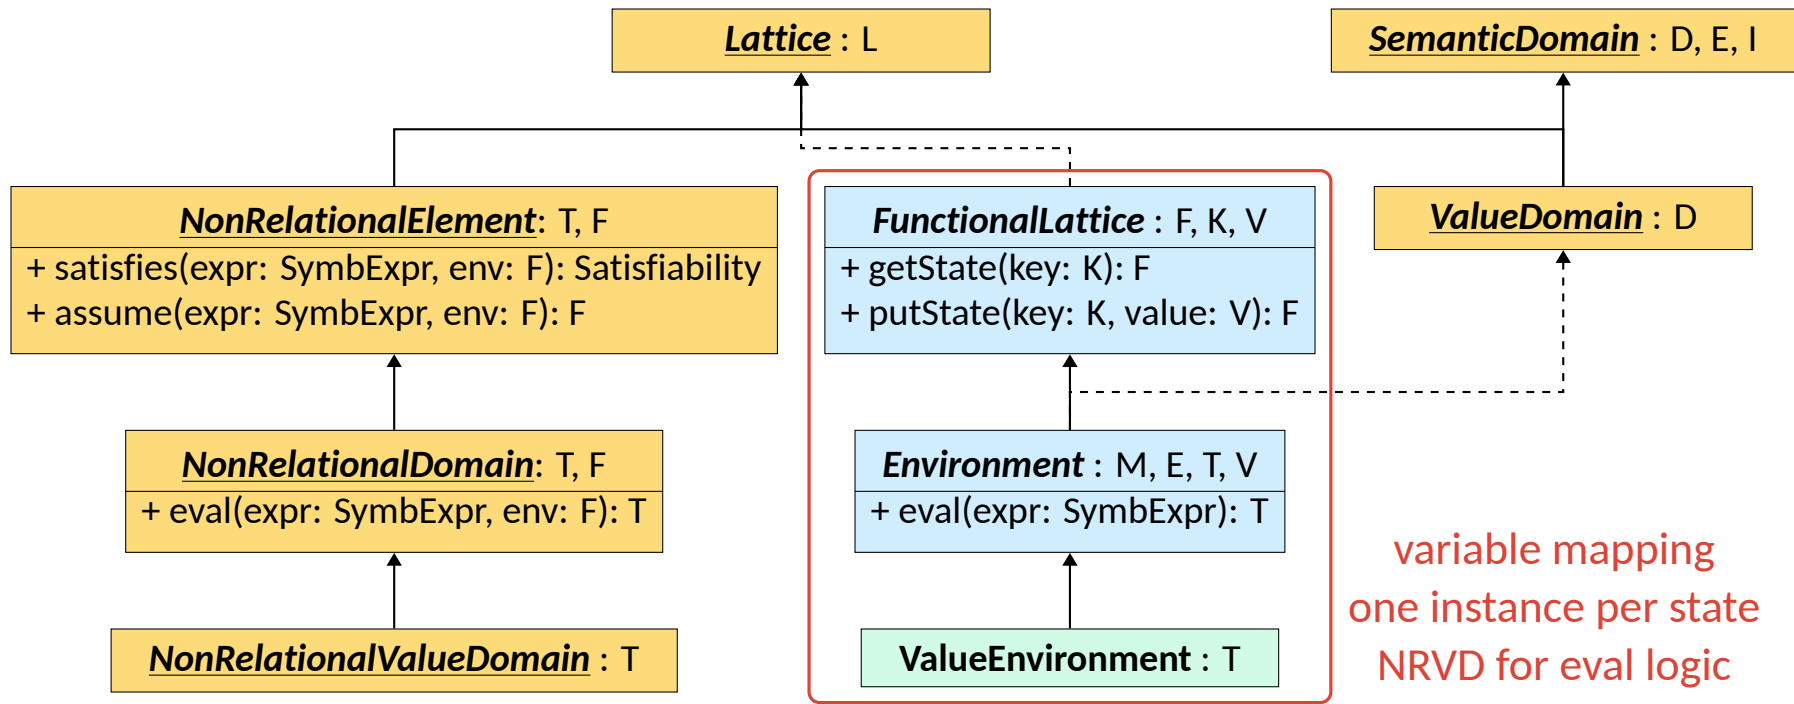 Lattice : L
SemanticDomain : D, E, I
NonRelationalElement: T, F
+ satisfies(expr: SymbExpr, env: F): Satisfiability
+ assume(expr: SymbExpr, env: F): F
FunctionalLattice : F, K, V
+ getState(key: K): F
+ putState(key: K, value: V): F
ValueDomain : D
NonRelationalDomain: T, F
+ eval(expr: SymbExpr, env: F): T
Environment : M, E, T, V
+ eval(expr: SymbExpr): T
NonRelationalValueDomain : T
ValueEnvironment : T
variable mapping
one instance per state
NRVD for eval logic